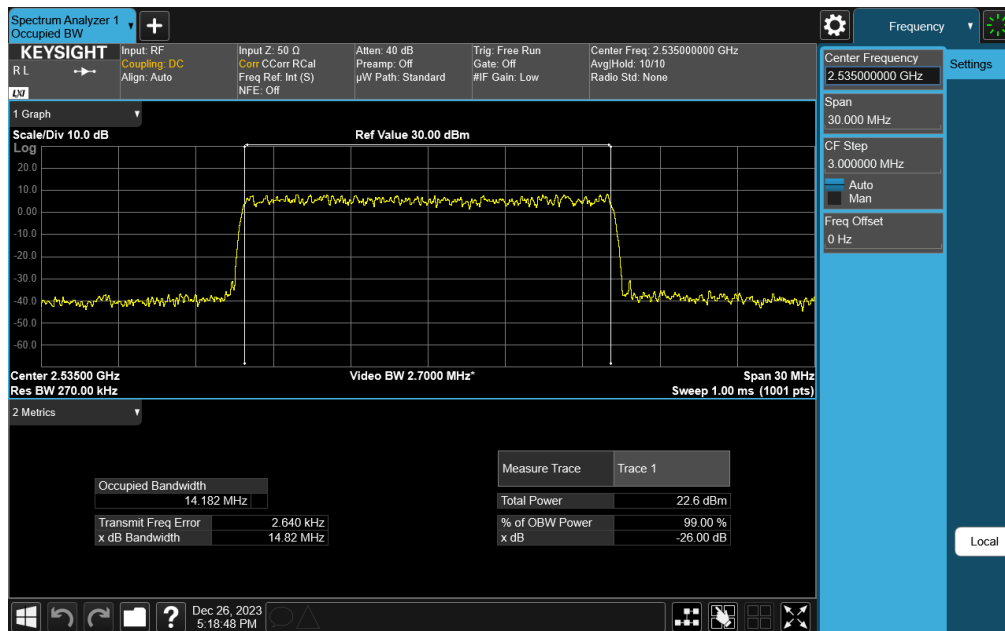 Spectrum Analyzer 1
Occupied BW
Frequency
KEYSIGHT
R L
LXI
Input: RF
Coupling: DC
Align: Auto
Input Z: 50 Ω
Corr CCorr RCal
Freq Ref: Int (S)
NFE: Off
Atten: 40 dB
Preamp: Off
µW Path: Standard
Trig: Free Run
Gate: Off
#IF Gain: Low
Center Freq: 2.535000000 GHz
Avg|Hold: 10/10
Radio Std: None
Center Frequency
2.535000000 GHz
Settings
Span
30.000 MHz
CF Step
3.000000 MHz
Auto
Man
Freq Offset
0 Hz
1 Graph
Scale/Div 10.0 dB
Ref Value 30.00 dBm
Log
20.0
10.0
0.00
-10.0
-20.0
-30.0
-40.0
-50.0
-60.0
Center 2.53500 GHz
Video BW 2.7000 MHz*
Span 30 MHz
Res BW 270.00 kHz
Sweep 1.00 ms (1001 pts)
2 Metrics
Occupied Bandwidth
14.182 MHz
Transmit Freq Error 2.640 kHz
x dB Bandwidth 14.82 MHz
Measure Trace Trace 1
Total Power 22.6 dBm
% of OBW Power 99.00 %
x dB -26.00 dB
Local
Dec 26, 2023
5:18:48 PM